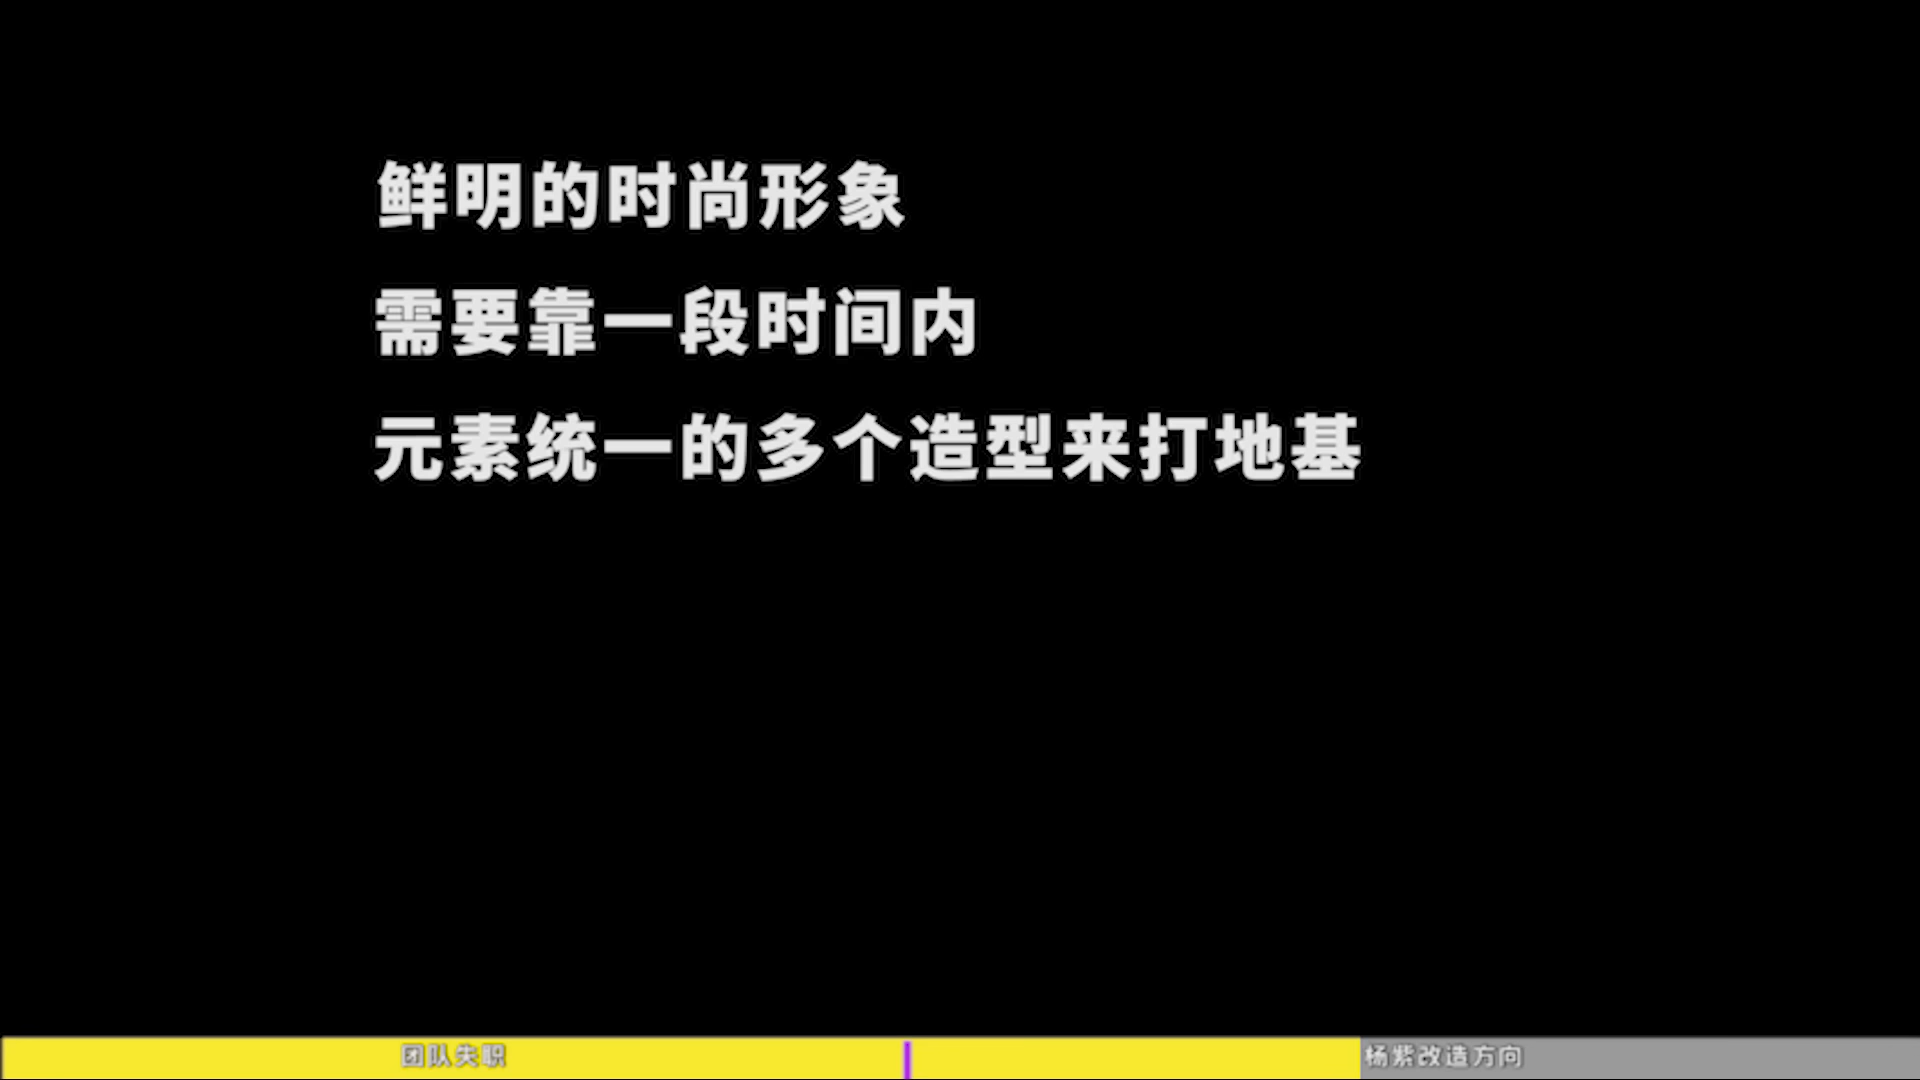 鲜明的时尚形象
需要靠一段时间内
元素统一的多个造型来打地基
团队失职
杨紫改造方向